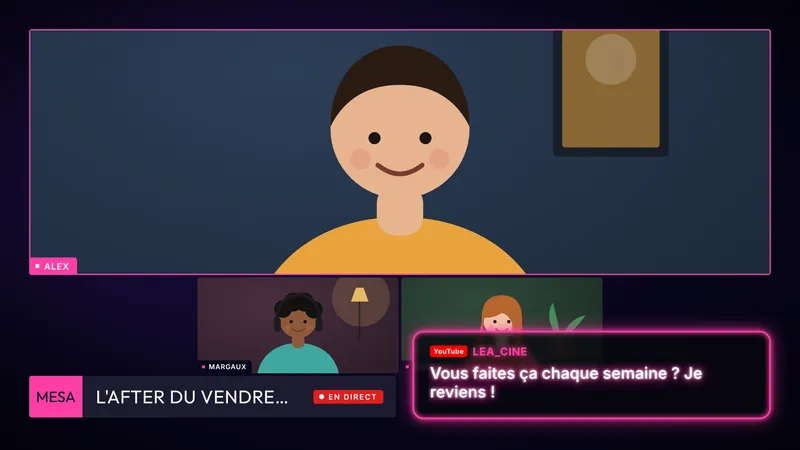 ALEX
MARGAUX
YouTube LEA_CINE
Vous faites ça chaque semaine ? Je
reviens !
MESA L'AFTER DU VENDRE... EN DIRECT